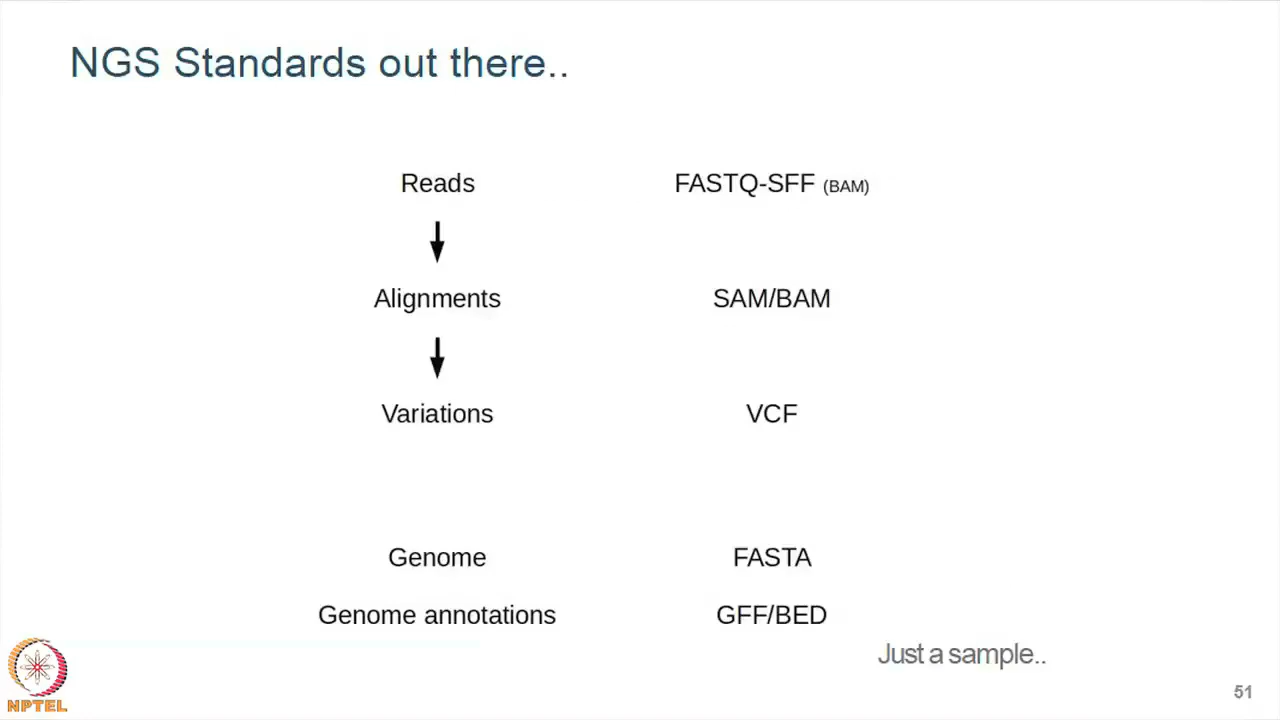 NGS Standards out there..
Reads FASTQ-SFF (BAM)
Alignments SAM/BAM
Variations VCF
Genome FASTA
Genome annotations GFF/BED
Just a sample..
51
NPTEL